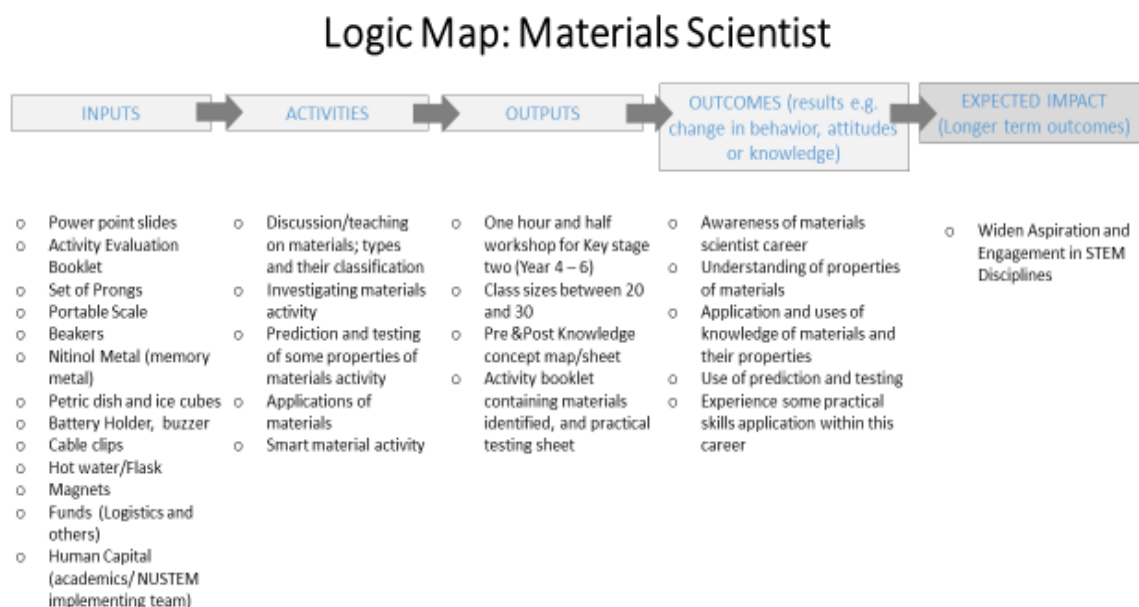 Logic Map: Materials Scientist
INPUTS
ACTIVITIES
OUTPUTS
OUTCOMES (results e.g.
change in behavior, attitudes
or knowledge)
EXPECTED IMPACT
(Longer term outcomes)
o Power point slides
o Activity Evaluation
Booklet
o Set of Prongs
o Portable Scale
o Beakers
o Nitinol Metal (memory
metal)
o Petric dish and ice cubes
o Battery Holder, buzzer
o Cable clips
o Hot water/Flask
o Magnets
o Funds (Logistics and
others)
o Human Capital
(academics/ NUSTEM
implementing team)
o Discussion/teaching
on materials; types
and their classification
o Investigating materials
activity
o Prediction and testing
of some properties of
materials activity
o Applications of
materials
o Smart material activity
o One hour and half
workshop for Key stage
two (Year 4 – 6)
o Class sizes between 20
and 30
o Pre &Post Knowledge
concept map/sheet
o Activity booklet
containing materials
identified, and practical
testing sheet
o Awareness of materials
scientist career
o Understanding of properties
of materials
o Application and uses of
knowledge of materials and
their properties
o Use of prediction and testing
o Experience some practical
skills application within this
career
o Widen Aspiration and
Engagement in STEM
Disciplines